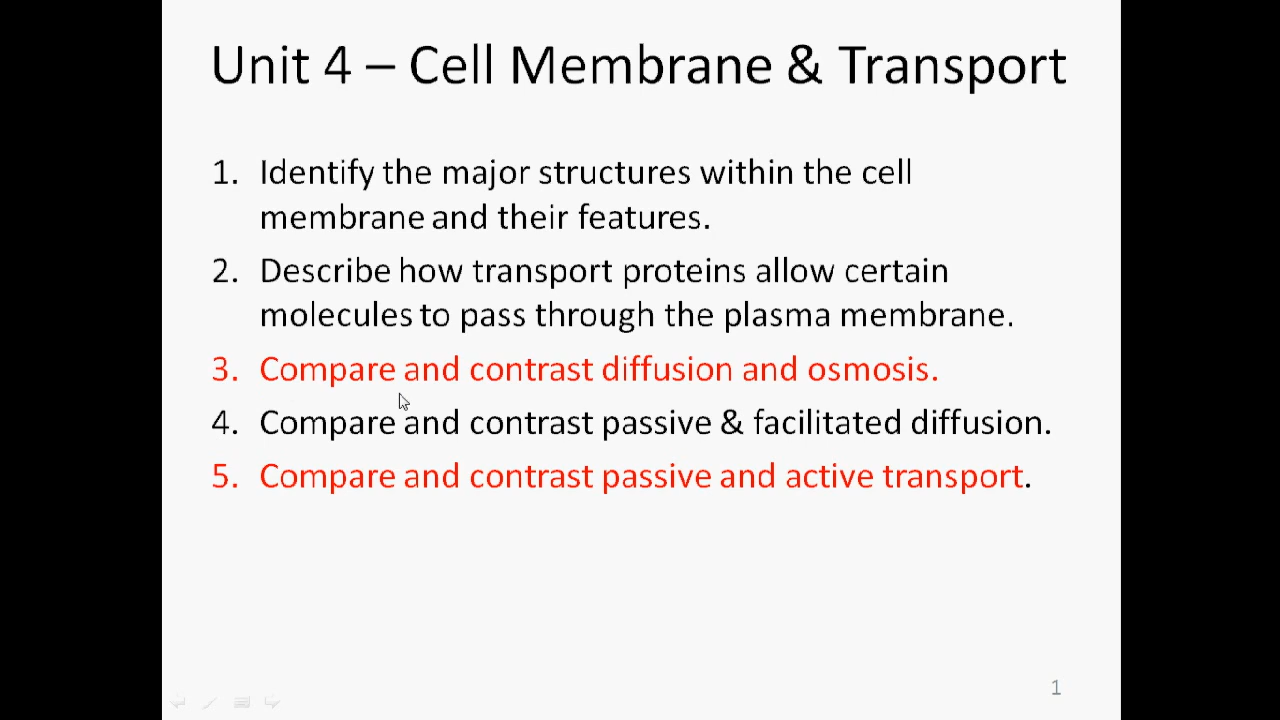 Unit 4 – Cell Membrane & Transport
1. Identify the major structures within the cell
membrane and their features.
2. Describe how transport proteins allow certain
molecules to pass through the plasma membrane.
3. Compare and contrast diffusion and osmosis.
4. Compare and contrast passive & facilitated diffusion.
5. Compare and contrast passive and active transport.
1